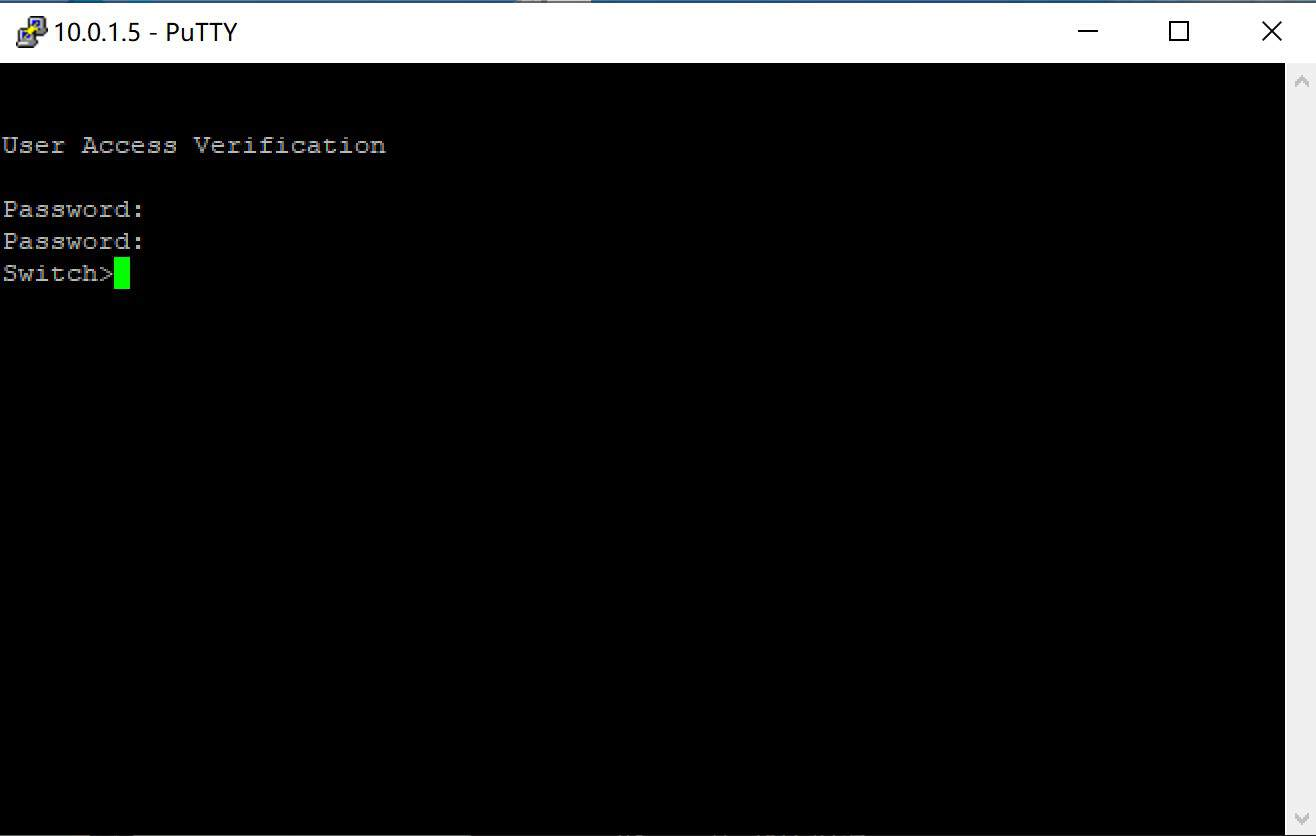 10.0.1.5 - PuTTY
User Access Verification
Password:
Password:
Switch>